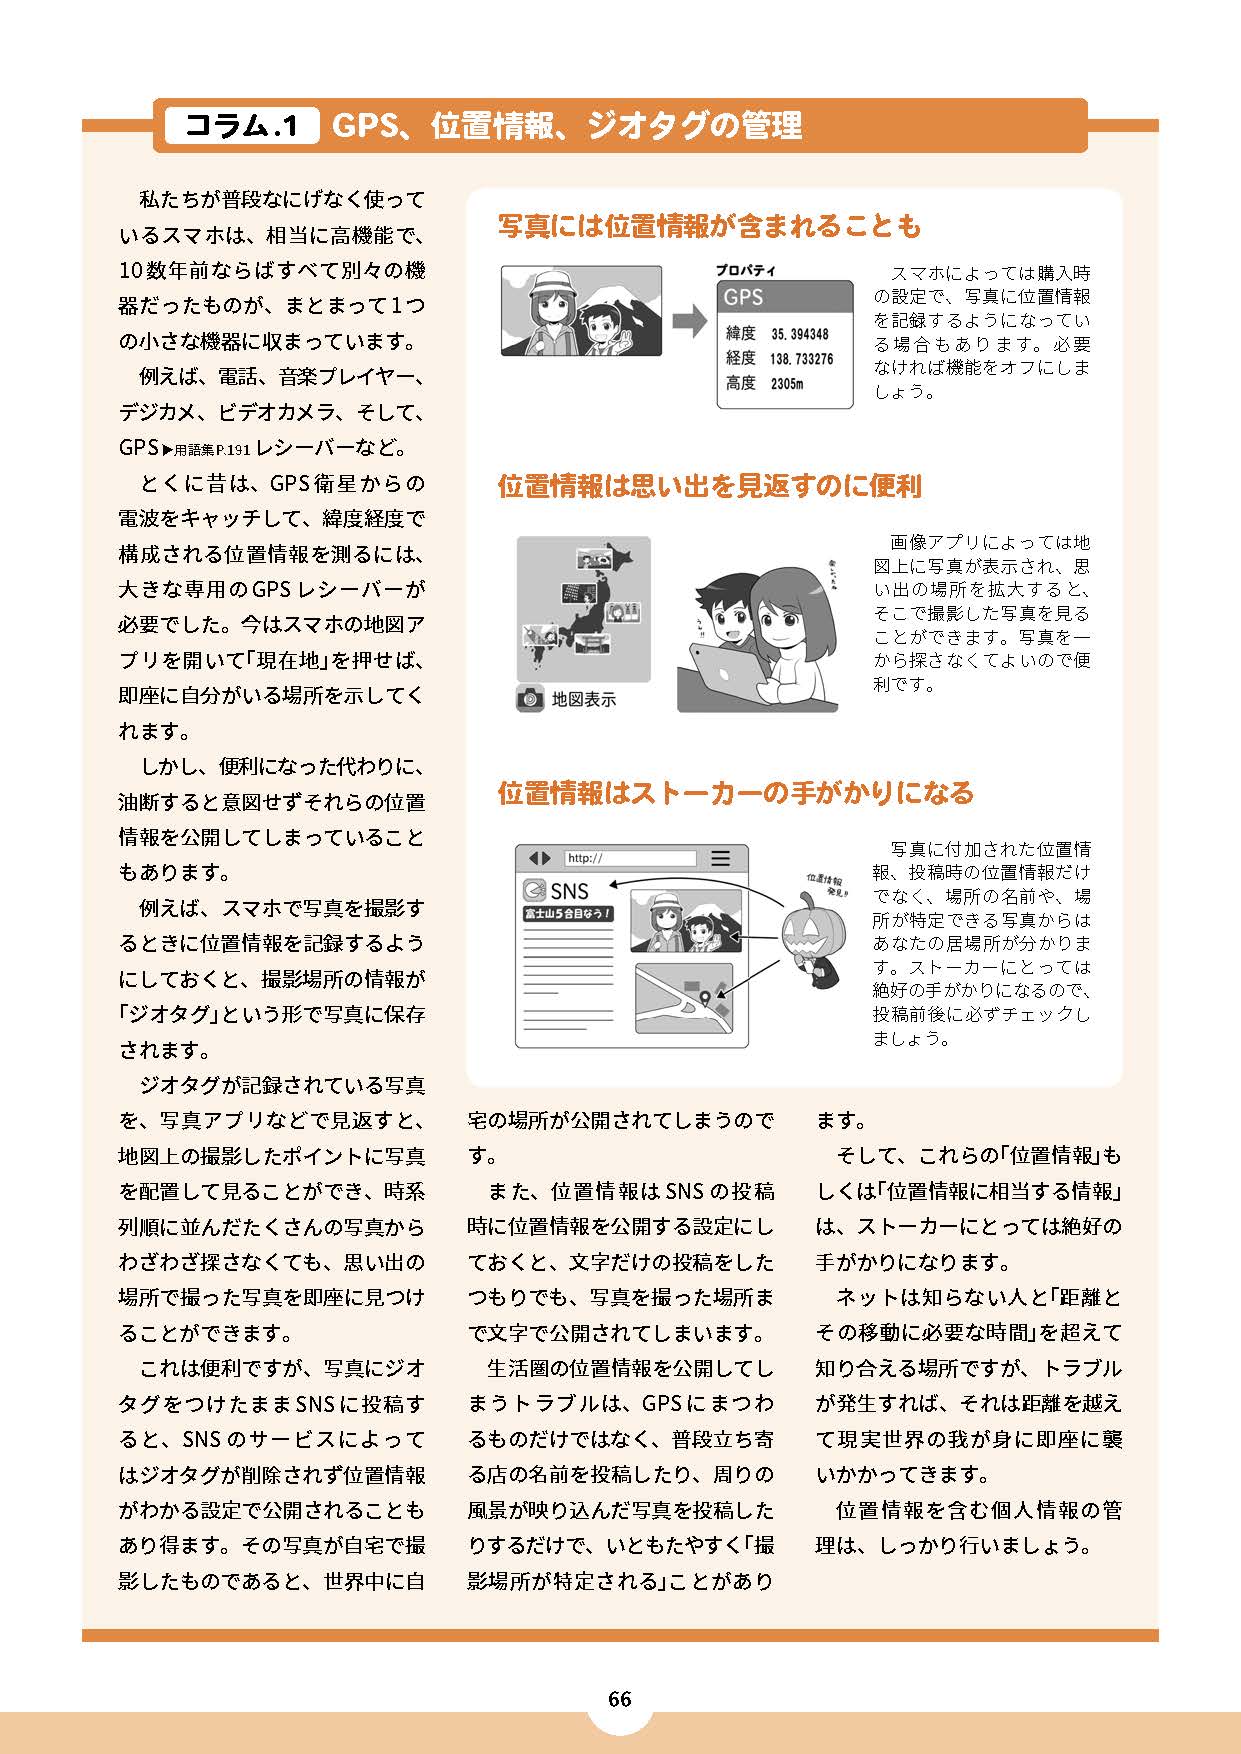 コラム.1 GPS、位置情報、ジオタグの管理
私たちが普段なにげなく使って
いるスマホは、相当に高機能で、
10数年前ならばすべて別々の機
器だったものが、まとまって1つ
の小さな機器に収まっています。
例えば、電話、音楽プレイヤー、
デジカメ、ビデオカメラ、そして、
GPS▶用語集P.191レシーバーなど。
とくに昔は、GPS衛星からの
電波をキャッチして、緯度経度で
構成される位置情報を測るには、
大きな専用のGPSレシーバーが
必要でした。今はスマホの地図ア
プリを開いて「現在地」を押せば、
即座に自分がいる場所を示してく
れます。
しかし、便利になった代わりに、
油断すると意図せずそれらの位置
情報を公開してしまっていること
もあります。
例えば、スマホで写真を撮影す
るときに位置情報を記録するよう
にしておくと、撮影場所の情報が
「ジオタグ」という形で写真に保存
されます。
ジオタグが記録されている写真
を、写真アプリなどで見返すと、
地図上の撮影したポイントに写真
を配置して見ることができ、時系
列順に並んだたくさんの写真から
わざわざ探さなくても、思い出の
場所で撮った写真を即座に見つけ
ることができます。
これは便利ですが、写真にジオ
タグをつけたままSNSに投稿す
ると、SNSのサービスによって
はジオタグが削除されず位置情報
がわかる設定で公開されることも
あり得ます。その写真が自宅で撮
影したものであると、世界中に自
写真には位置情報が含まれることも
プロパティ
GPS
緯度 35.394348
経度 138.733276
高度 2305m
スマホによっては購入時
の設定で、写真に位置情報
を記録するようになってい
る場合もあります。必要
なければ機能をオフにしま
しょう。
位置情報は思い出を見返すのに便利
地図表示
うん!!
楽しかったね
画像アプリによっては地
図上に写真が表示され、思
い出の場所を拡大すると、
そこで撮影した写真を見る
ことができます。写真を一
から探さなくてよいので便
利です。
位置情報はストーカーの手がかりになる
http://
SNS
富士山5合目なう！
位置情報
発見!!
写真に付加された位置情
報、投稿時の位置情報だけ
でなく、場所の名前や、場
所が特定できる写真からは
あなたの居場所が分かりま
す。ストーカーにとっては
絶好の手がかりになるので、
投稿前後に必ずチェックし
ましょう。
宅の場所が公開されてしまうので
す。
また、位置情報はSNSの投稿
時に位置情報を公開する設定にし
ておくと、文字だけの投稿をした
つもりでも、写真を撮った場所ま
で文字で公開されてしまいます。
生活圏の位置情報を公開してし
まうトラブルは、GPSにまつわ
るものだけではなく、普段立ち寄
る店の名前を投稿したり、周りの
風景が映り込んだ写真を投稿した
りするだけで、いともたやすく「撮
影場所が特定される」ことがあり
ます。
そして、これらの「位置情報」も
しくは「位置情報に相当する情報」
は、ストーカーにとっては絶好の
手がかりになります。
ネットは知らない人と「距離と
その移動に必要な時間」を超えて
知り合える場所ですが、トラブル
が発生すれば、それは距離を越え
て現実世界の我が身に即座に襲
いかかってきます。
位置情報を含む個人情報の管
理は、しっかり行いましょう。
66